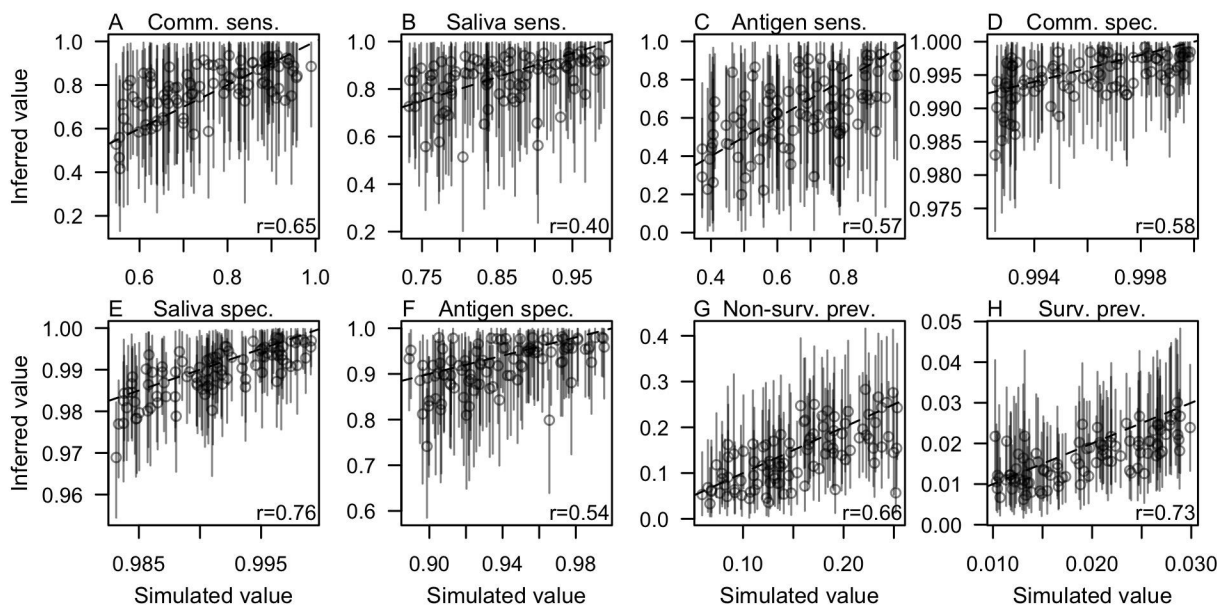 A Comm. sens.
B Saliva sens.
C Antigen sens.
D Comm. spec.
Inferred value
1.0
0.8
0.6
0.4
0.2
r=0.65
0.6
0.8
1.0
1.0
0.8
0.6
0.4
0.2
r=0.40
0.75
0.85
0.95
1.0
0.8
0.6
0.4
0.2
0.0
r=0.57
0.4
0.6
0.8
1.000
0.995
0.990
0.985
0.980
0.975
r=0.58
0.994
0.998
E Saliva spec.
F Antigen spec.
G Non-surv. prev.
H Surv. prev.
Inferred value
1.00
0.99
0.98
0.97
0.96
r=0.76
0.985
0.995
1.0
0.9
0.8
0.7
0.6
r=0.54
0.90
0.94
0.98
0.4
0.3
0.2
0.1
0.0
r=0.66
0.10
0.20
0.05
0.04
0.03
0.02
0.01
0.00
r=0.73
0.010
0.020
0.030
Simulated value
Simulated value
Simulated value
Simulated value